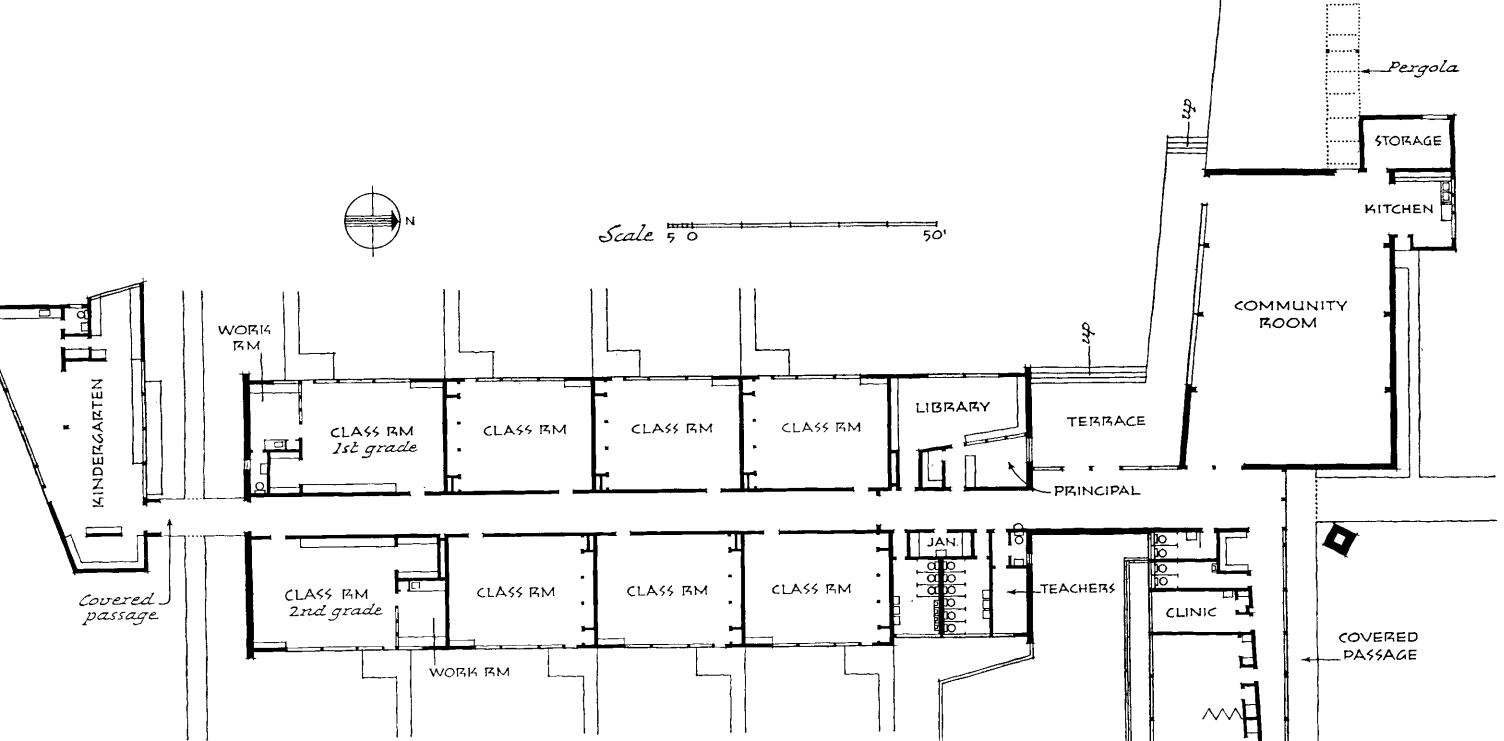 Pergola
up
STORAGE
N
KITCHEN
Scale 5 0 50'
COMMUNITY
ROOM
WORK
RM
up
KINDERGARTEN
CLASS RM
1st grade
CLASS RM
CLASS RM
CLASS RM
LIBRARY
TERRACE
PRINCIPAL
JAN.
CLASS RM
2nd grade
CLASS RM
CLASS RM
CLASS RM
TEACHERS
CLINIC
Covered
passage
COVERED
PASSAGE
WORK RM